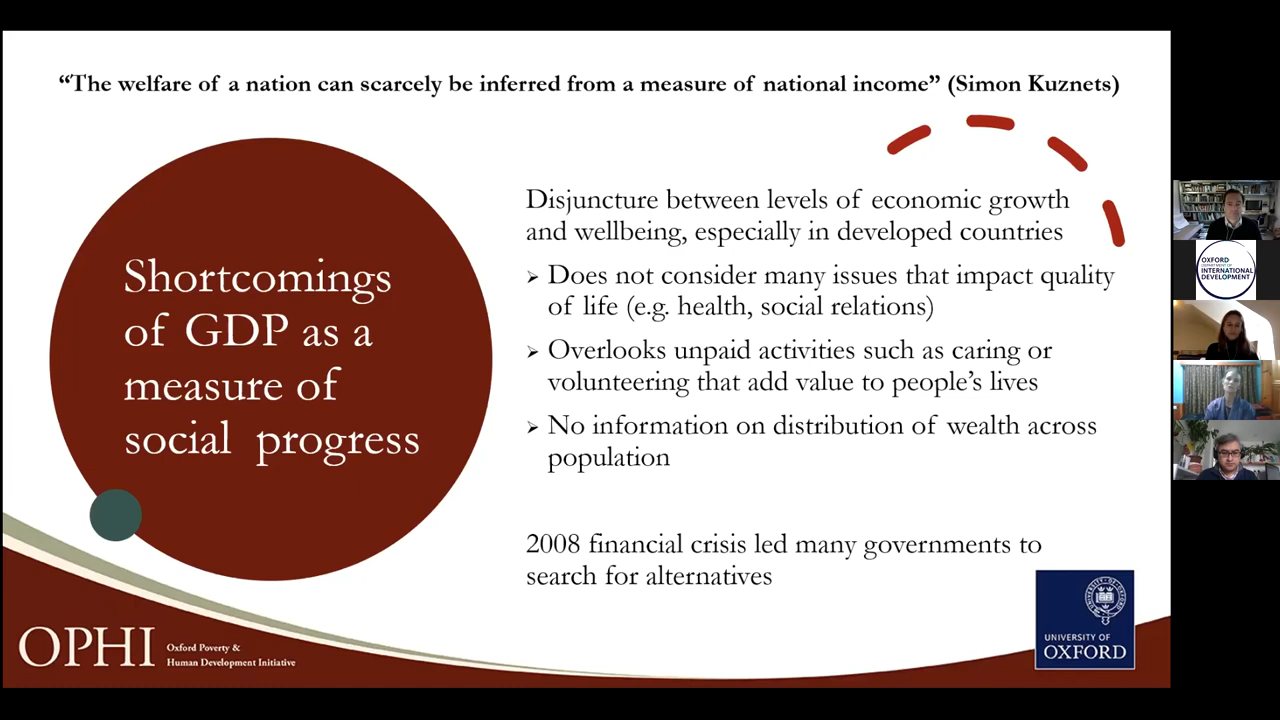 “The welfare of a nation can scarcely be inferred from a measure of national income” (Simon Kuznets)
Shortcomings
of GDP as a
measure of
social progress
Disjuncture between levels of economic growth
and wellbeing, especially in developed countries
➢ Does not consider many issues that impact quality
of life (e.g. health, social relations)
➢ Overlooks unpaid activities such as caring or
volunteering that add value to people’s lives
➢ No information on distribution of wealth across
population
2008 financial crisis led many governments to
search for alternatives
OPHI
Oxford Poverty &
Human Development Initiative
UNIVERSITY OF
OXFORD
OXFORD
DEPARTMENT OF
INTERNATIONAL
DEVELOPMENT